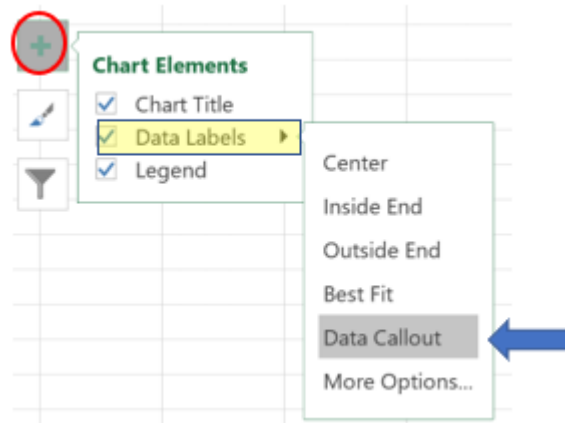 Chart Elements
Chart Title
Data Labels
Legend
Center
Inside End
Outside End
Best Fit
Data Callout
More Options...